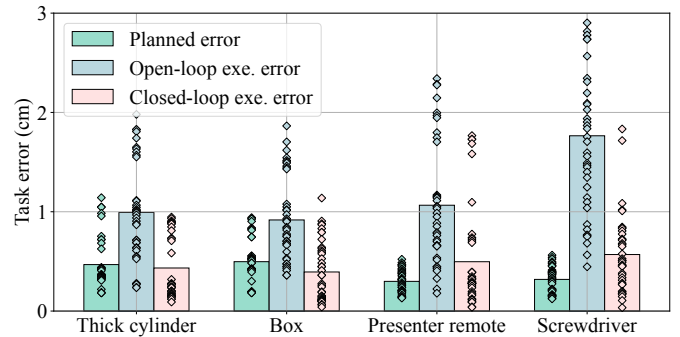 3
Planned error
Open-loop exe. error
Closed-loop exe. error
2
Task error (cm)
1
0
Thick cylinder Box Presenter remote Screwdriver